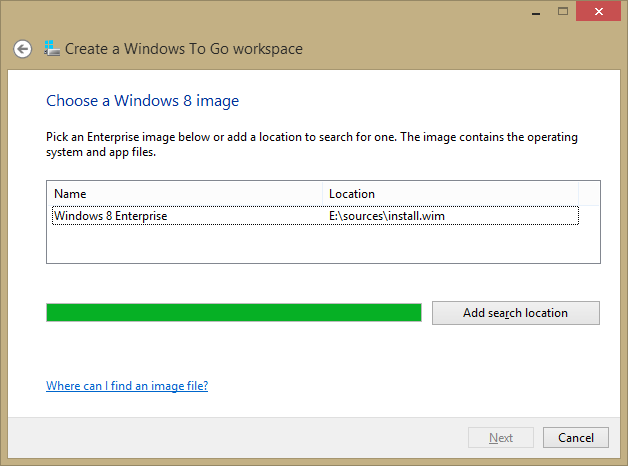 Create a Windows To Go workspace
Choose a Windows 8 image
Pick an Enterprise image below or add a location to search for one. The image contains the operating
system and app files.
Name Location
Windows 8 Enterprise E:\sources\install.wim
Add search location
Where can I find an image file?
Next Cancel